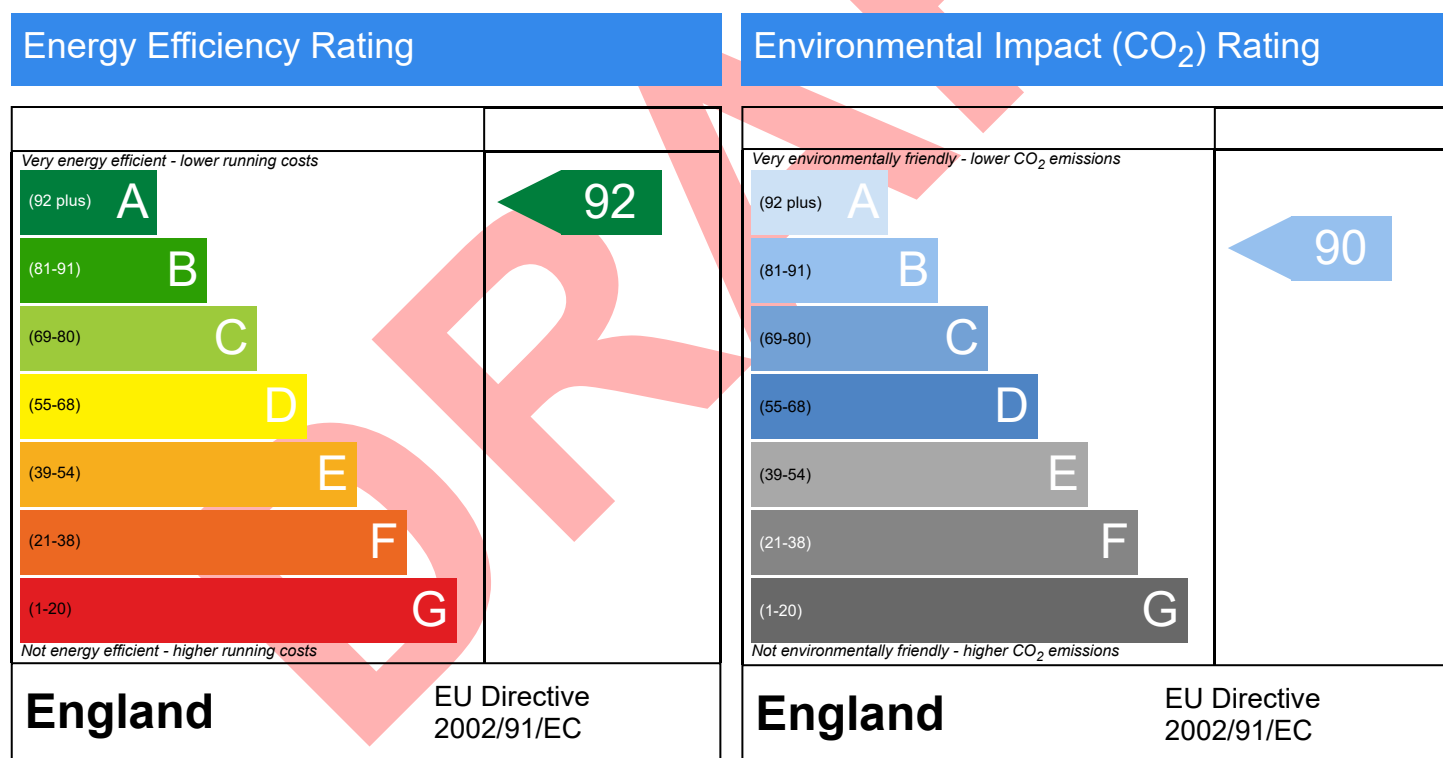 Energy Efficiency Rating
Very energy efficient - lower running costs
(92 plus) A
92
(81-91) B
(69-80) C
(55-68) D
(39-54) E
(21-38) F
(1-20) G
Not energy efficient - higher running costs
England
EU Directive
2002/91/EC
Environmental Impact (CO2) Rating
Very environmentally friendly - lower CO2 emissions
(92 plus) A
(81-91) B
90
(69-80) C
(55-68) D
(39-54) E
(21-38) F
(1-20) G
Not environmentally friendly - higher CO2 emissions
England
EU Directive
2002/91/EC
DRA